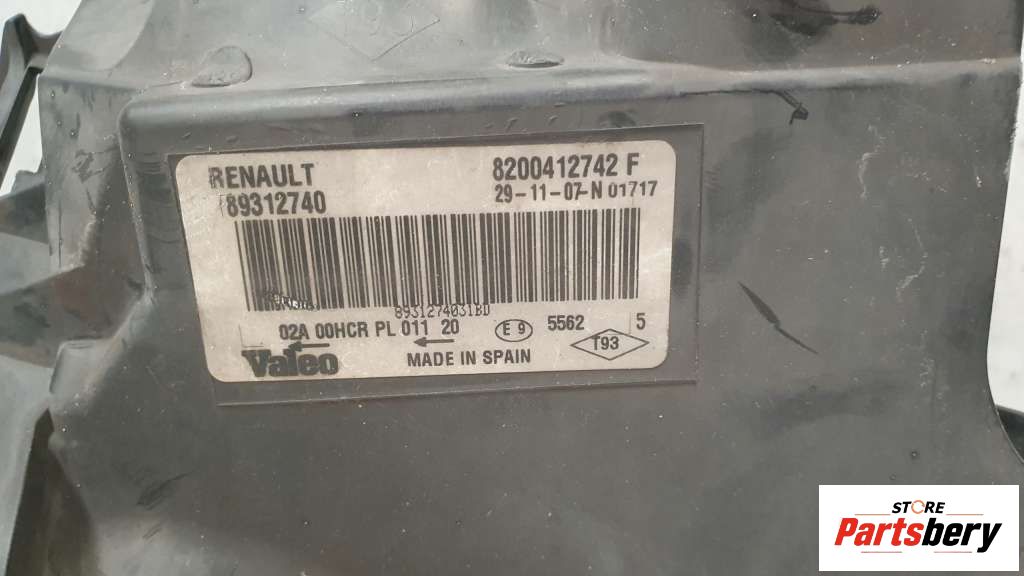 RENAULT
89312740
8200412742 F
29-11-07-N 01717
8931274031BD
02A 00HCR PL 011 20
E 9
5562
5
T93
Valeo
MADE IN SPAIN
STORE
Partsbery